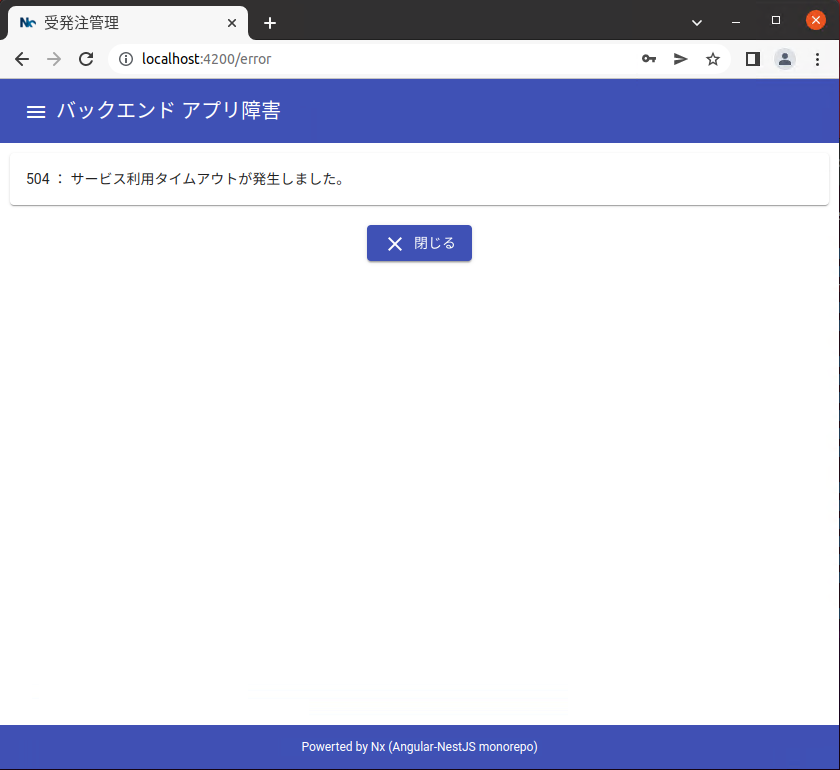 受発注管理
localhost:4200/error
バックエンド アプリ障害
504 : サービス利用タイムアウトが発生しました。
閉じる
Powerted by Nx (Angular-NestJS monorepo)